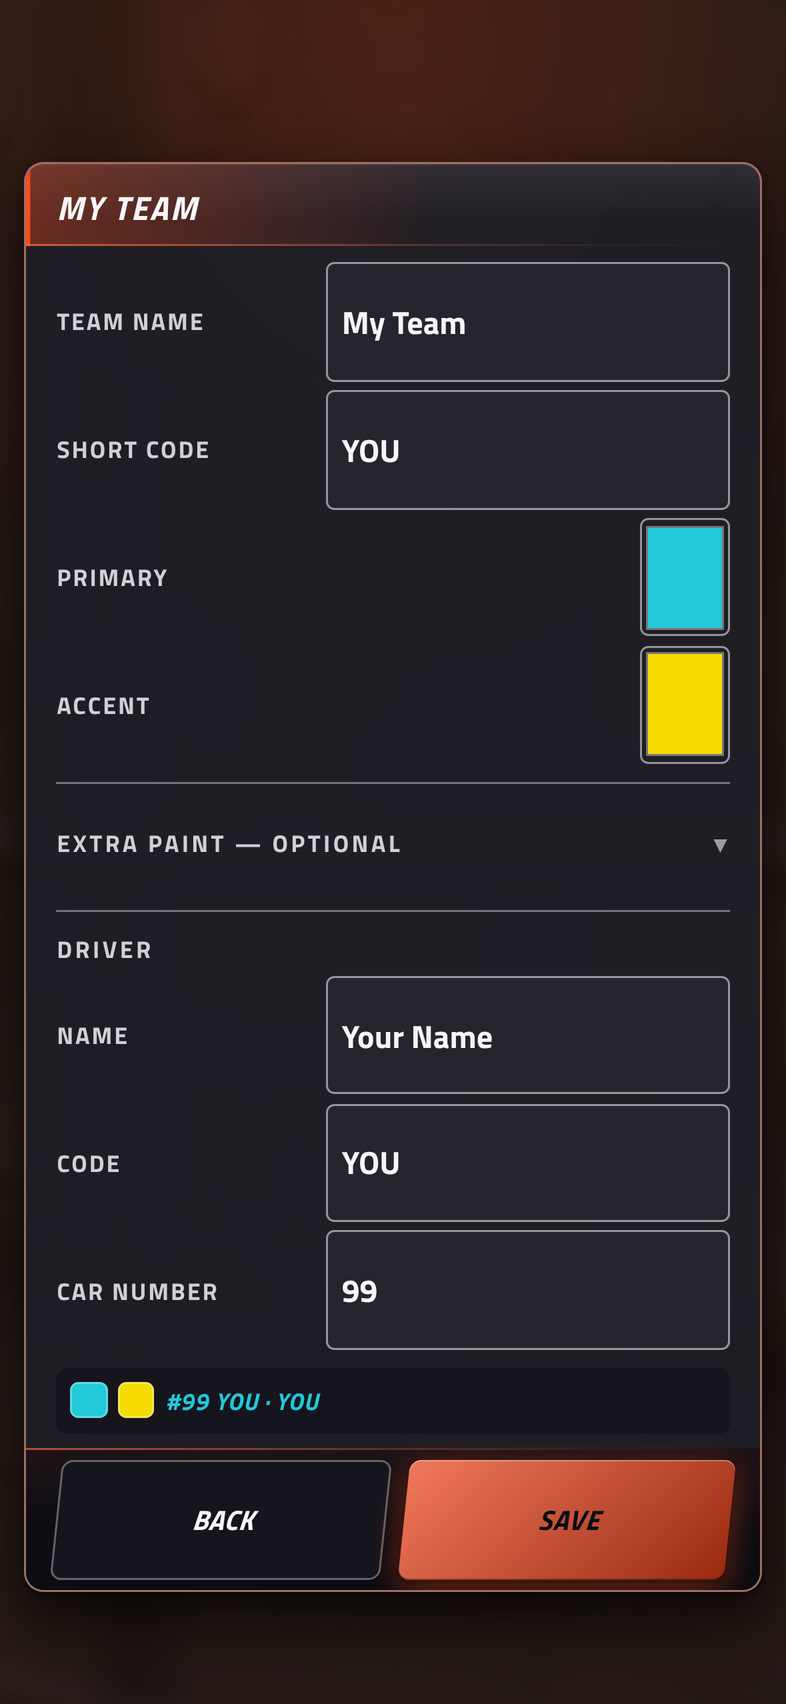 MY TEAM
TEAM NAME
My Team
SHORT CODE
YOU
PRIMARY
ACCENT
EXTRA PAINT — OPTIONAL ▼
DRIVER
NAME
Your Name
CODE
YOU
CAR NUMBER
99
#99 YOU · YOU
BACK
SAVE